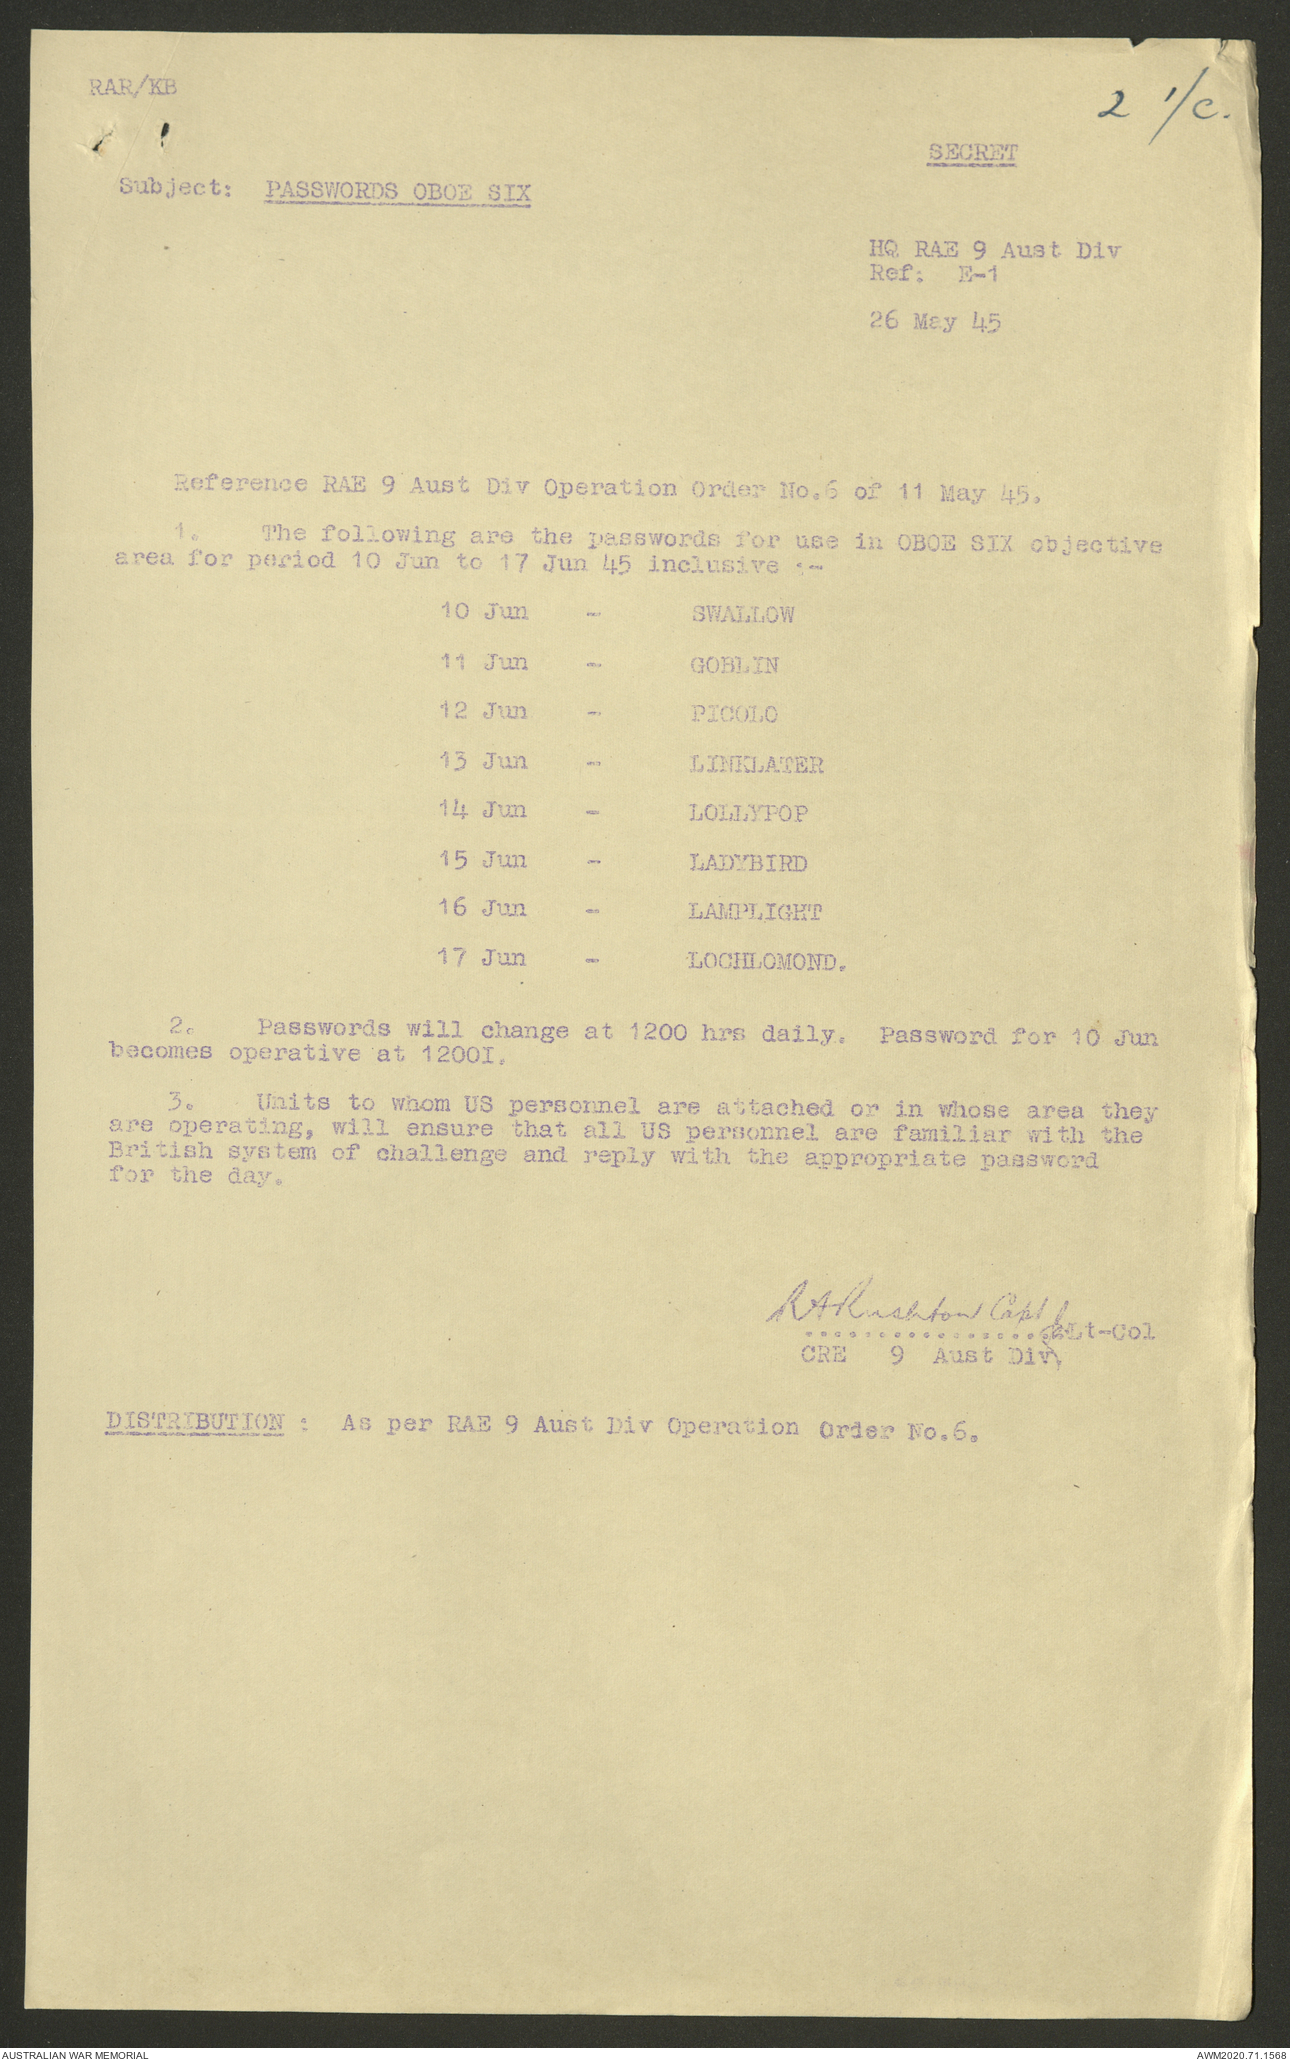 RAR/KB
2 1/c.
SECRET
Subject: PASSWORDS OBOE SIX
HQ RAE 9 Aust Div
Ref: E-1
26 May 45
Reference RAE 9 Aust Div Operation Order No.6 of 11 May 45.
1. The following are the passwords for use in OBOE SIX objective
area for period 10 Jun to 17 Jun 45 inclusive :-
10 Jun - SWALLOW
11 Jun - GOBLIN
12 Jun - PICOLO
13 Jun - LINKLATER
14 Jun - LOLLYPOP
15 Jun - LADYBIRD
16 Jun - LAMPLIGHT
17 Jun - LOCHLOMOND.
2. Passwords will change at 1200 hrs daily. Password for 10 Jun
becomes operative at 1200I.
3. Units to whom US personnel are attached or in whose area they
are operating, will ensure that all US personnel are familiar with the
British system of challenge and reply with the appropriate password
for the day.
RARushton Capt
Lt-Col
CRE 9 Aust Div
DISTRIBUTION : As per RAE 9 Aust Div Operation Order No.6.
AUSTRALIAN WAR MEMORIAL
AWM2020.71.1568